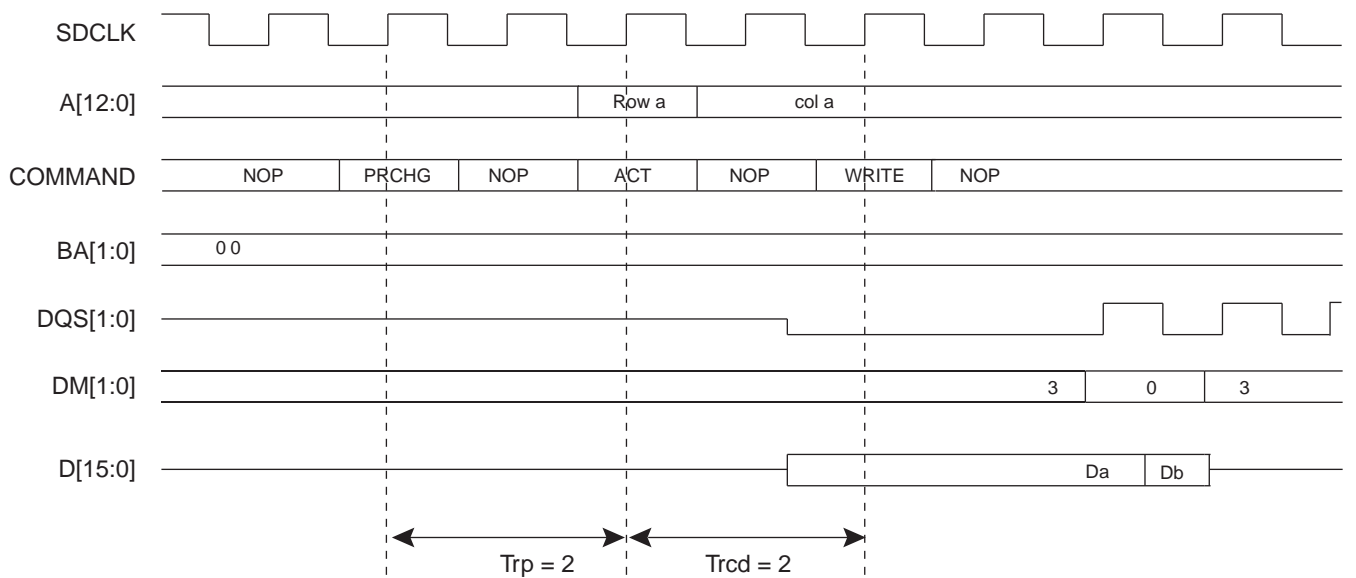 SDCLK
A[12:0] Row a col a
COMMAND NOP PRCHG NOP ACT NOP WRITE NOP
BA[1:0] 0 0
DQS[1:0]
DM[1:0] 3 0 3
D[15:0] Da Db
Trp = 2 Trcd = 2